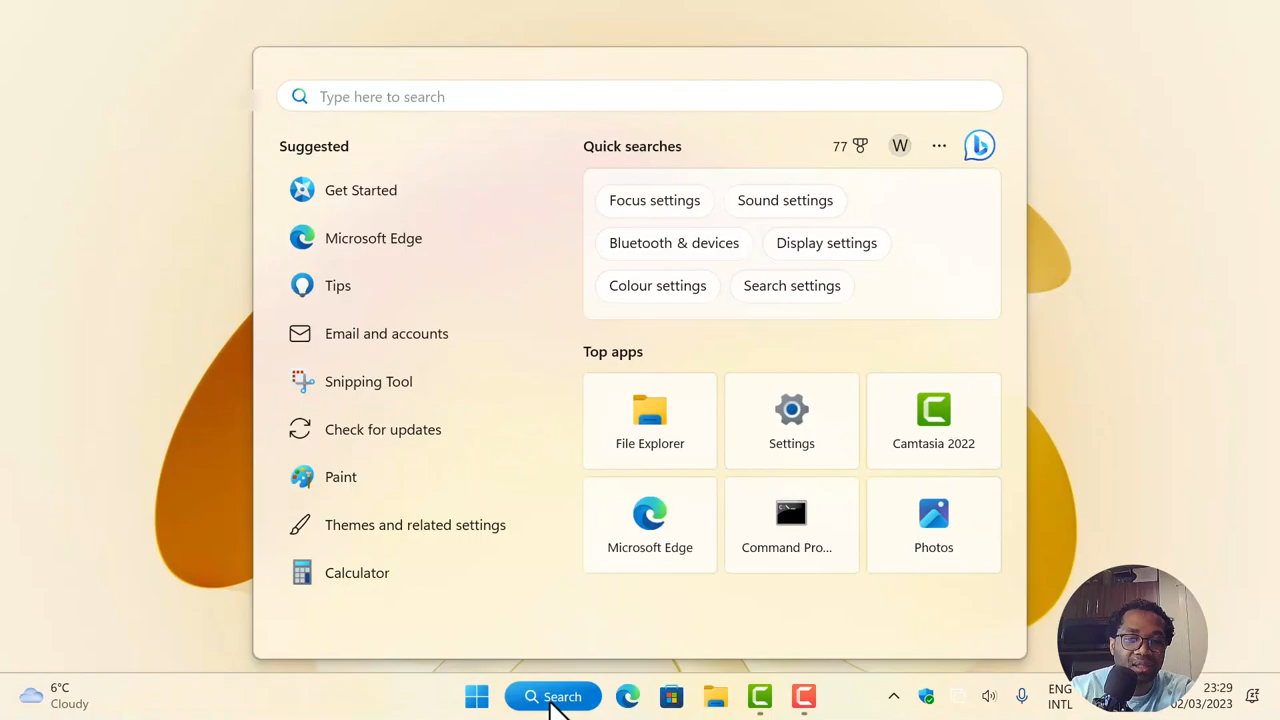 Type here to search
Suggested
Get Started
Microsoft Edge
Tips
Email and accounts
Snipping Tool
Check for updates
Paint
Themes and related settings
Calculator
Quick searches
77
W
Focus settings
Sound settings
Bluetooth & devices
Display settings
Colour settings
Search settings
Top apps
File Explorer
Settings
Camtasia 2022
Microsoft Edge
Command Pro...
Photos
6°C
Cloudy
Search
ENG
INTL
23:29
02/03/2023